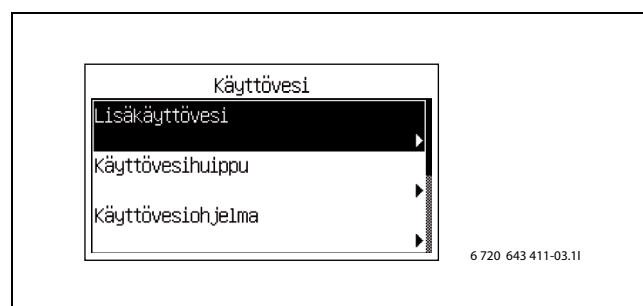 Käyttövesi
Lisäkäyttövesi
Käyttövesihuippu
Käyttövesiohjelma
6 720 643 411-03.1I